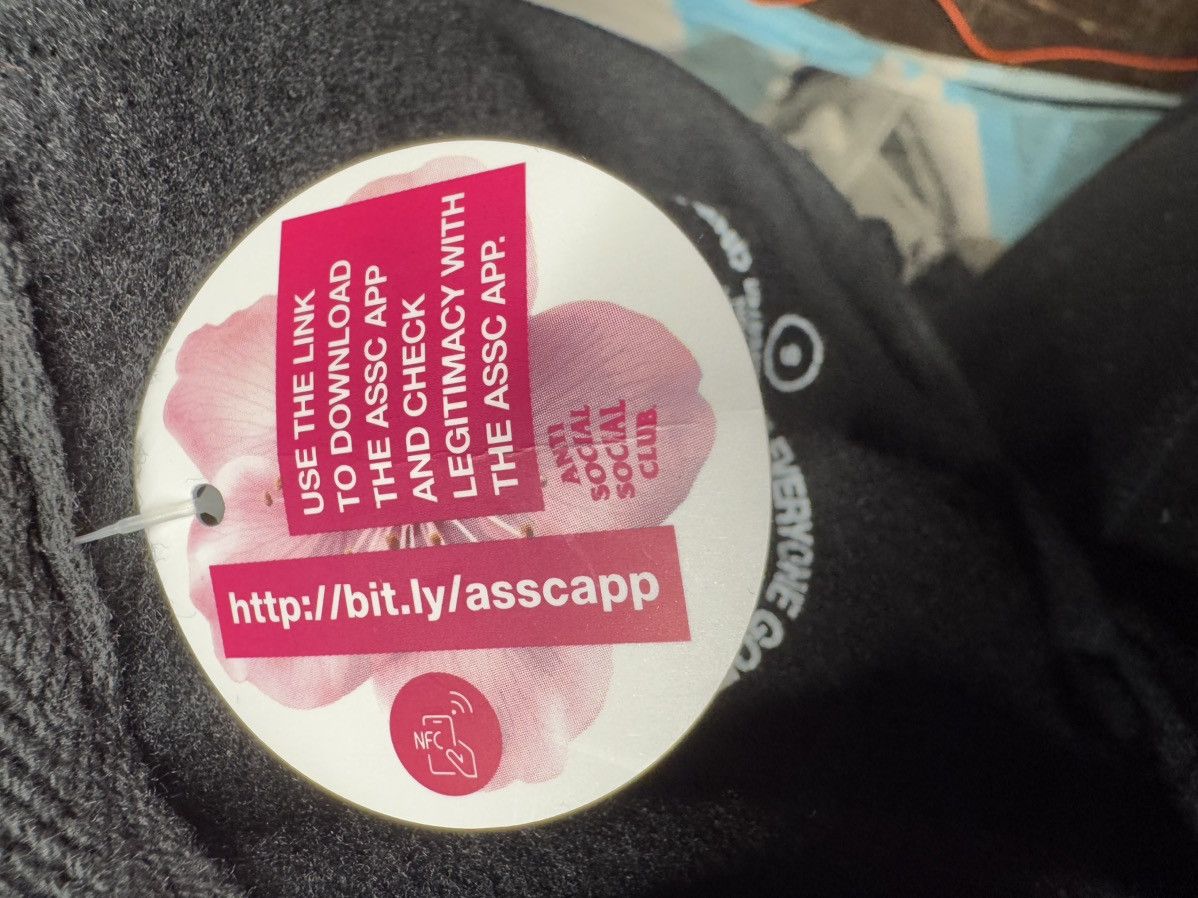 USE THE LINK
TO DOWNLOAD
THE ASSC APP
AND CHECK
LEGITIMACY WITH
THE ASSC APP.
ANTI
SOCIAL
SOCIAL
CLUB
http://bit.ly/asscapp
NFC
EVERYONE